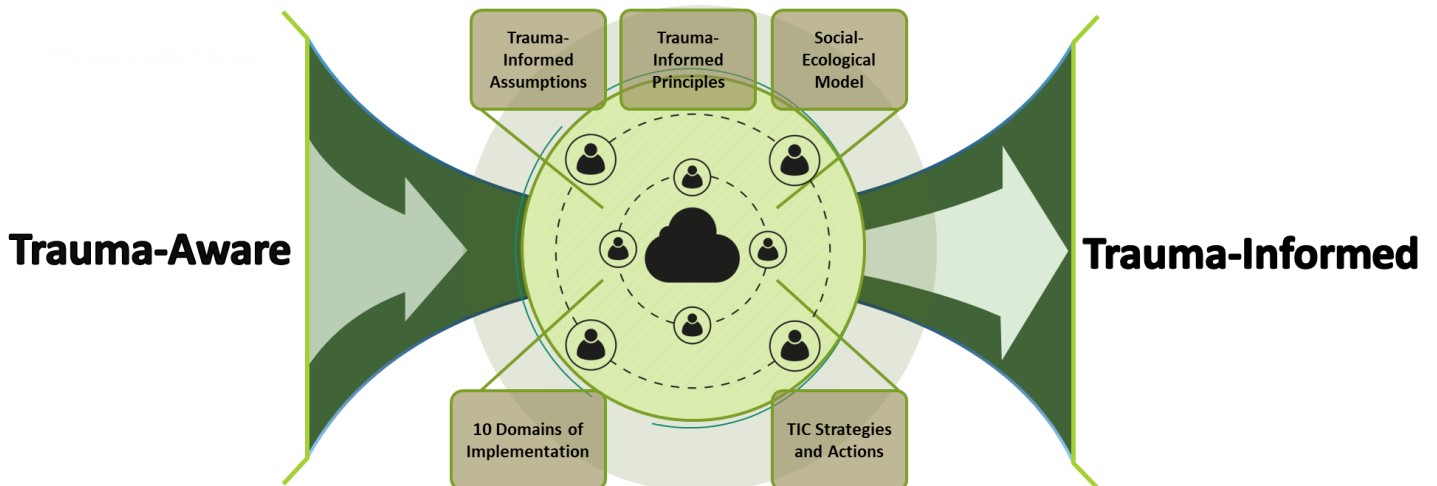 Trauma-
Informed
Assumptions
Trauma-
Informed
Principles
Social-
Ecological
Model
Trauma-Aware
Trauma-Informed
10 Domains of
Implementation
TIC Strategies
and Actions